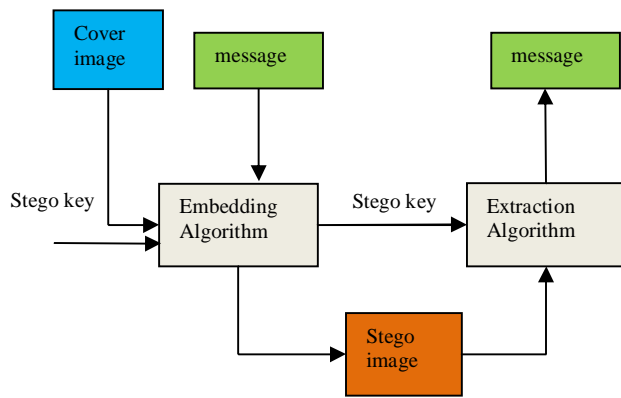 Cover
image
message
message
Stego key
Embedding
Algorithm
Stego key
Extraction
Algorithm
Stego
image